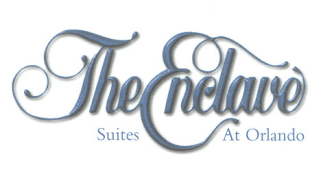 The Enclave
Suites At Orlando